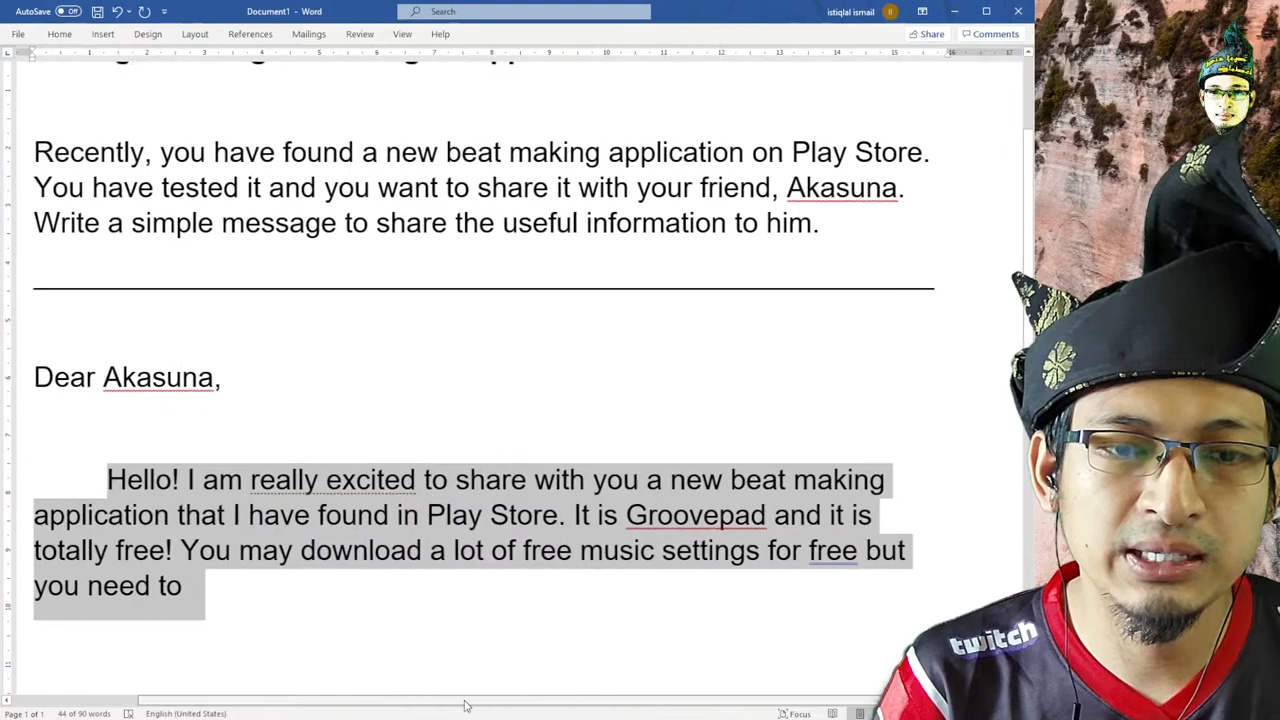 AutoSave Off Document1 - Word Search istiqlal ismail II
File Home Insert Design Layout References Mailings Review View Help Share Comments
Recently, you have found a new beat making application on Play Store.
You have tested it and you want to share it with your friend, Akasuna.
Write a simple message to share the useful information to him.
Dear Akasuna,
Hello! I am really excited to share with you a new beat making
application that I have found in Play Store. It is Groovepad and it is
totally free! You may download a lot of free music settings for free but
you need to
twitch
Page 1 of 1 44 of 90 words English (United States) Focus